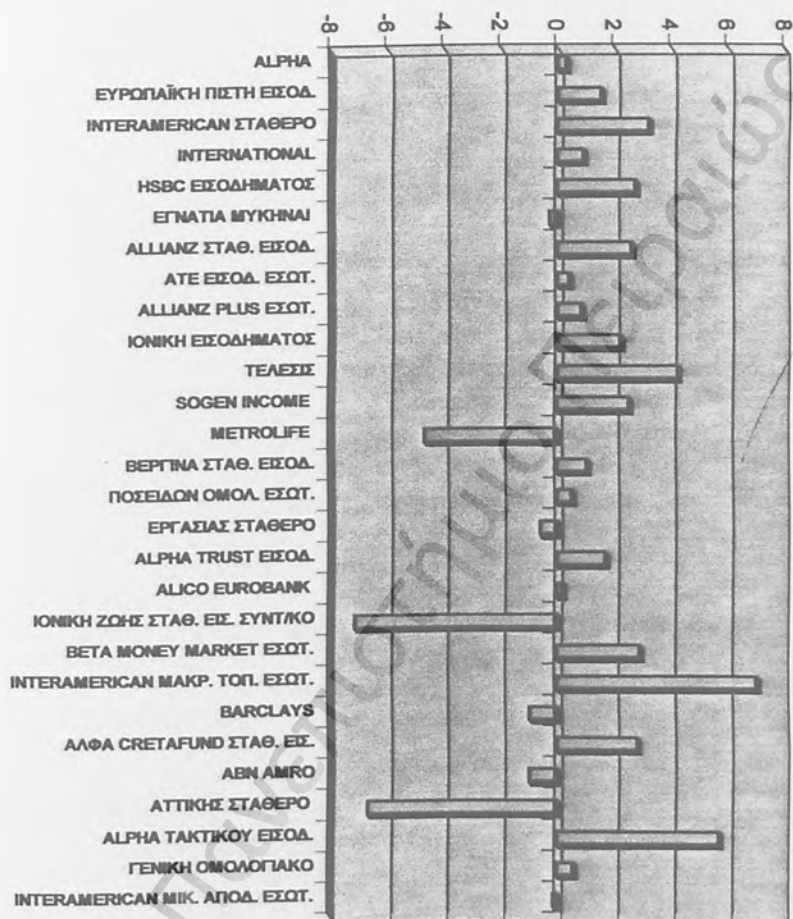 -8 -6 -4 -2 0 2 4 6 8
ALPHA
ΕΥΡΩΠΑΪΚΉ ΠΙΣΤΗ ΕΙΣΟΔ.
INTERAMERICAN ΣΤΑΘΕΡΟ
INTERNATIONAL
HSBC ΕΙΣΟΔΗΜΑΤΟΣ
ΕΓΝΑΤΙΑ ΜΥΚΗΝΑΙ
ALLIANZ ΣΤΑΘ. ΕΙΣΟΔ.
ΑΤΕ ΕΙΣΟΔ. ΕΣΩΤ.
ALLIANZ PLUS ΕΣΩΤ.
ΙΟΝΙΚΗ ΕΙΣΟΔΗΜΑΤΟΣ
ΤΕΛΕΣΙΣ
SOGEN INCOME
METROLIFE
ΒΕΡΓΙΝΑ ΣΤΑΘ. ΕΙΣΟΔ.
ΠΟΣΕΙΔΩΝ ΟΜΟΛ. ΕΣΩΤ.
ΕΡΓΑΣΙΑΣ ΣΤΑΘΕΡΟ
ALPHA TRUST ΕΙΣΟΔ.
ALICO EUROBANK
ΙΟΝΙΚΗ ΖΩΗΣ ΣΤΑΘ. ΕΙΣ. ΣΥΝΤ/ΚΟ
BETA MONEY MARKET ΕΣΩΤ.
INTERAMERICAN ΜΑΚΡ. ΤΟΠ. ΕΣΩΤ.
BARCLAYS
ΑΛΦΑ CRETAFUND ΣΤΑΘ. ΕΙΣ.
ABN AMRO
ΑΤΤΙΚΗΣ ΣΤΑΘΕΡΟ
ALPHA ΤΑΚΤΙΚΟΥ ΕΙΣΟΔ.
ΓΕΝΙΚΗ ΟΜΟΛΟΓΙΑΚΟ
INTERAMERICAN ΜΙΚ. ΑΠΟΔ. ΕΣΩΤ.
Πανεπιστήμιο Πειραιώς